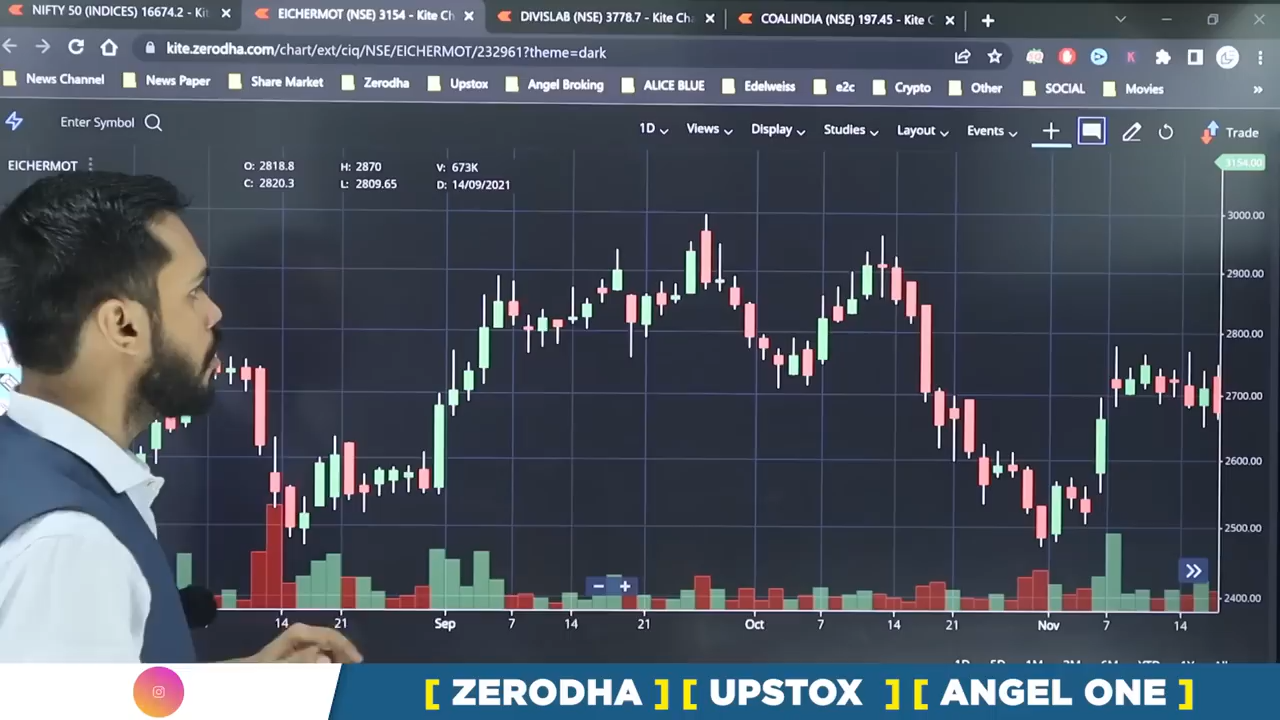 NIFTY 50 (INDICES) 16674.2 - Ki
EICHERMOT (NSE) 3154 - Kite Ch
DIVISLAB (NSE) 3778.7 - Kite Ch
COALINDIA (NSE) 197.45 - Kite C
kite.zerodha.com/chart/ext/ciq/NSE/EICHERMOT/232961?theme=dark
News Channel News Paper Share Market Zerodha Upstox Angel Broking ALICE BLUE Edelweiss e2c Crypto Other SOCIAL Movies »
Enter Symbol 1D Views Display Studies Layout Events Trade
EICHERMOT
O: 2818.8 H: 2870 V: 673K
C: 2820.3 L: 2809.65 D: 14/09/2021
3154.00
3000.00
2900.00
2800.00
2700.00
2600.00
2500.00
2400.00
14 21 Sep 7 14 21 Oct 7 14 21 Nov 7 14
[ ZERODHA ] [ UPSTOX ] [ ANGEL ONE ]